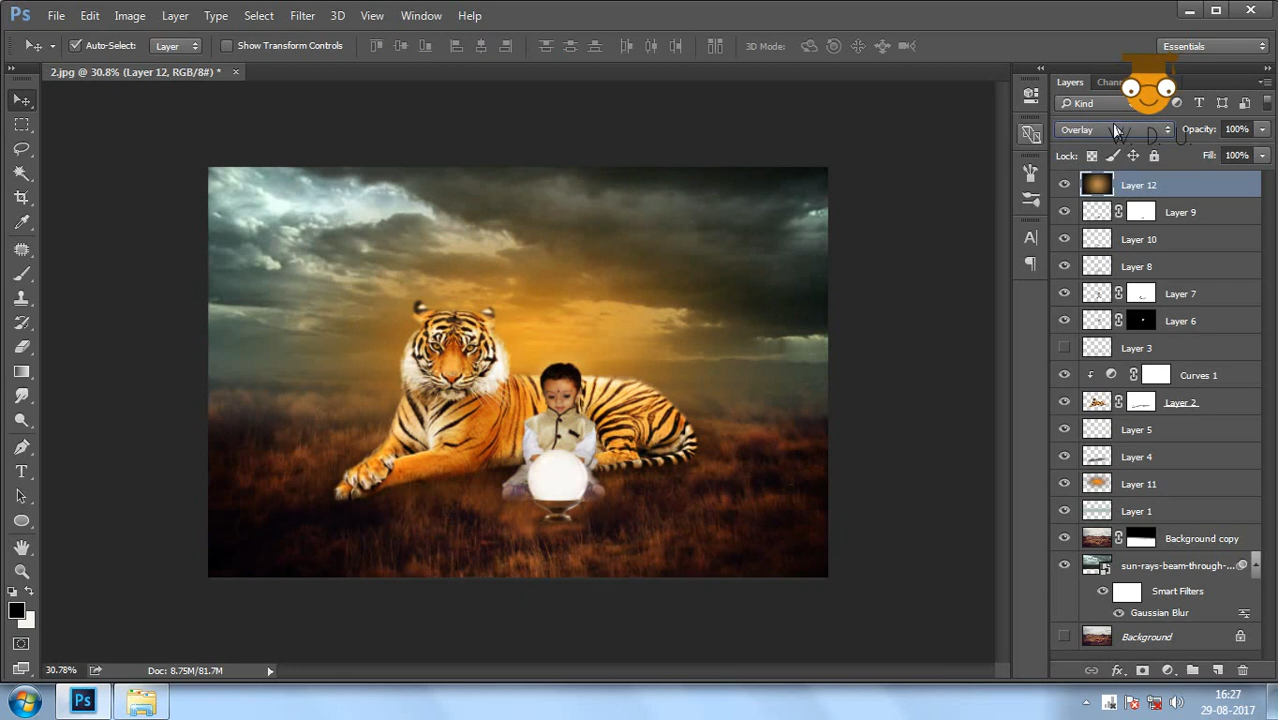 Ps File Edit Image Layer Type Select Filter 3D View Window Help
Auto-Select: Layer Show Transform Controls 3D Mode: Essentials
2.jpg @ 30.8% (Layer 12, RGB/8#) * ×
Layers Chann
Kind
Overlay Opacity: 100%
W. D. U.
Lock: Fill: 100%
Layer 12
Layer 9
Layer 10
Layer 8
Layer 7
Layer 6
Layer 3
Curves 1
Layer 2
Layer 5
Layer 4
Layer 11
Layer 1
Background copy
sun-rays-beam-through-...
Smart Filters
Gaussian Blur
Background
30.78% Doc: 8.75M/81.7M
fx
Ps
16:27
29-08-2017